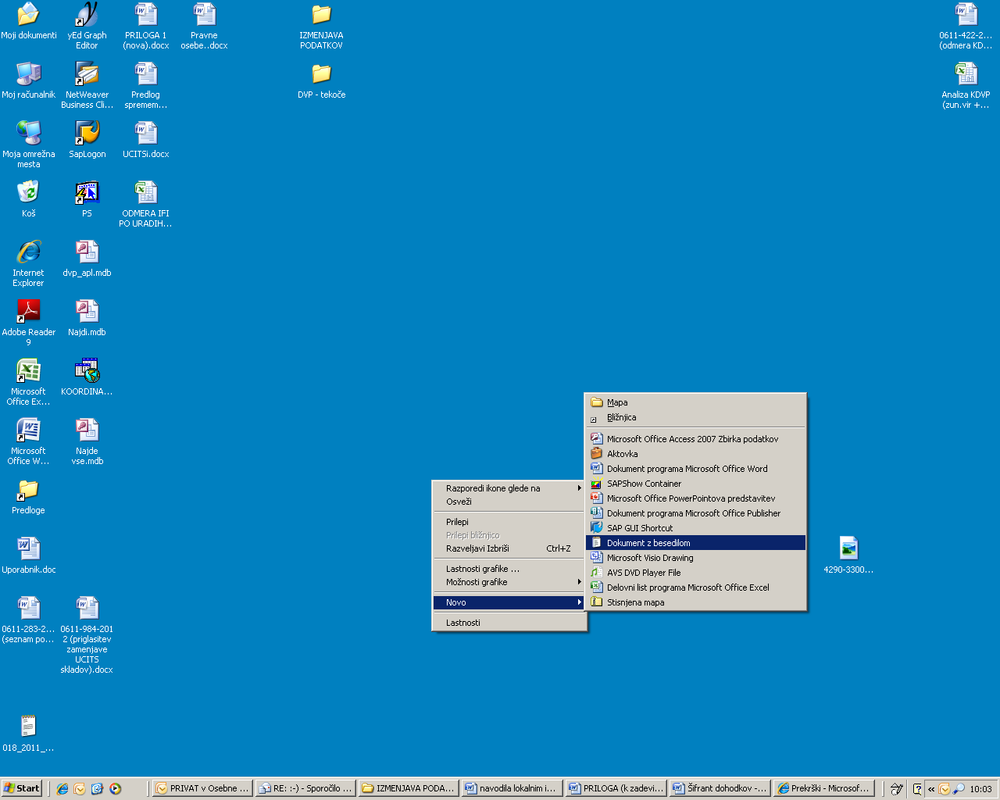 Moji dokumenti
yEd Graph
Editor
PRILOGA 1
(nova).docx
Pravne
osebe..docx
IZMENJAVA
PODATKOV
0611-422-2...
(odmera KD...
Moj računalnik
NetWeaver
Business Cli...
Predlog
spremem...
DVP - tekoče
Analiza KDVP
(zun.vir +...
Moja omrežna
mesta
SapLogon
UCITSi.docx
Koš
PS
ODMERA IFI
PO URADIH...
Internet
Explorer
dvp_apl.mdb
Adobe Reader
9
Najdi.mdb
Microsoft
Office Ex...
KOORDINA...
Microsoft
Office W...
Najde
vse.mdb
Predloge
Uporabnik.doc
4290-3300...
0611-283-2...
(seznam po...
0611-984-201
2 (priglasitev
zamenjave
UCITS
skladov).docx
018_2011_...
Razporedi ikone glede na
Osveži
Prilepi
Prilepi bližnjico
Razveljavi Izbriši Ctrl+Z
Lastnosti grafike ...
Možnosti grafike
Novo
Lastnosti
Mapa
Bližnjica
Microsoft Office Access 2007 Zbirka podatkov
Aktovka
Dokument programa Microsoft Office Word
SAPShow Container
Microsoft Office PowerPointova predstavitev
Dokument programa Microsoft Office Publisher
SAP GUI Shortcut
Dokument z besedilom
Microsoft Visio Drawing
AVS DVD Player File
Delovni list programa Microsoft Office Excel
Stisnjena mapa
Start
PRIVAT v Osebne ...
RE: :-) - Sporočilo ...
IZMENJAVA PODA...
navodila lokalnim i...
PRILOGA (k zadevi...
Šifrant dohodkov -...
Prekrški - Microsof...
10:03